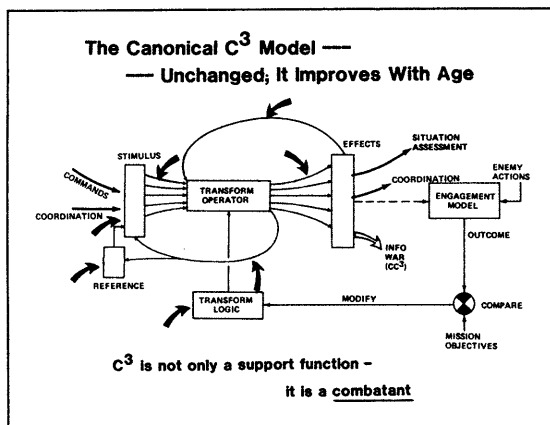 The Canonical C³ Model —
— Unchanged; It Improves With Age
EFFECTS
SITUATION
ASSESSMENT
STIMULUS
ENEMY
ACTIONS
COMMANDS
TRANSFORM
OPERATOR
COORDINATION
ENGAGEMENT
MODEL
COORDINATION
OUTCOME
INFO
WAR
(CC³)
REFERENCE
TRANSFORM
LOGIC
MODIFY
COMPARE
MISSION
OBJECTIVES
C³ is not only a support function –
it is a combatant